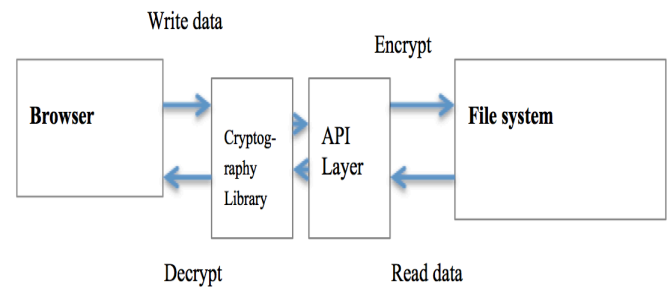 Write data
Encrypt
Browser
File system
Cryptog-
raphy
Library
API
Layer
Decrypt
Read data